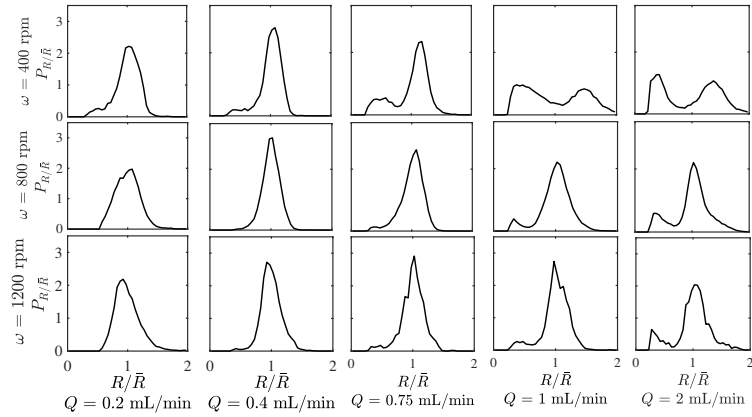 3
2
1
0
ω = 400 rpm
P_{R/R̄}
3
2
1
0
ω = 800 rpm
P_{R/R̄}
3
2
1
0
ω = 1200 rpm
P_{R/R̄}
0 1 2 0 1 2 0 1 2 0 1 2 0 1 2
R/R̄ R/R̄ R/R̄ R/R̄ R/R̄
Q = 0.2 mL/min Q = 0.4 mL/min Q = 0.75 mL/min Q = 1 mL/min Q = 2 mL/min